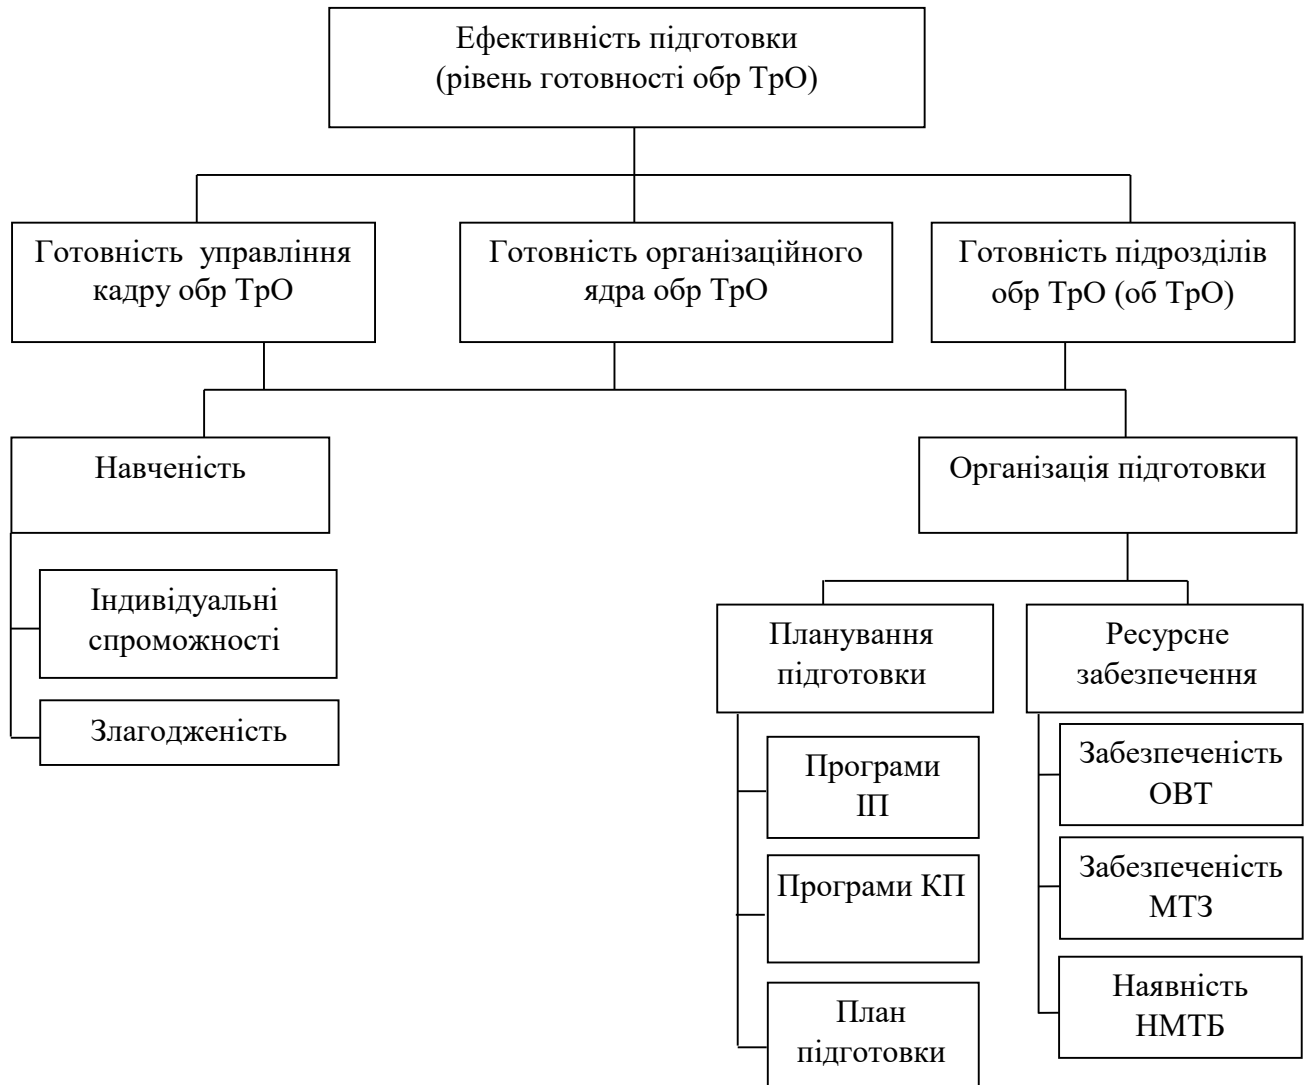 Ефективність підготовки
(рівень готовності обр ТрО)
Готовність управління
кадру обр ТрО
Готовність організаційного
ядра обр ТрО
Готовність підрозділів
обр ТрО (об ТрО)
Навченість
Організація підготовки
Індивідуальні
спроможності
Злагодженість
Планування
підготовки
Ресурсне
забезпечення
Програми
ІП
Програми КП
План
підготовки
Забезпеченість
ОВТ
Забезпеченість
МТЗ
Наявність
НМТБ